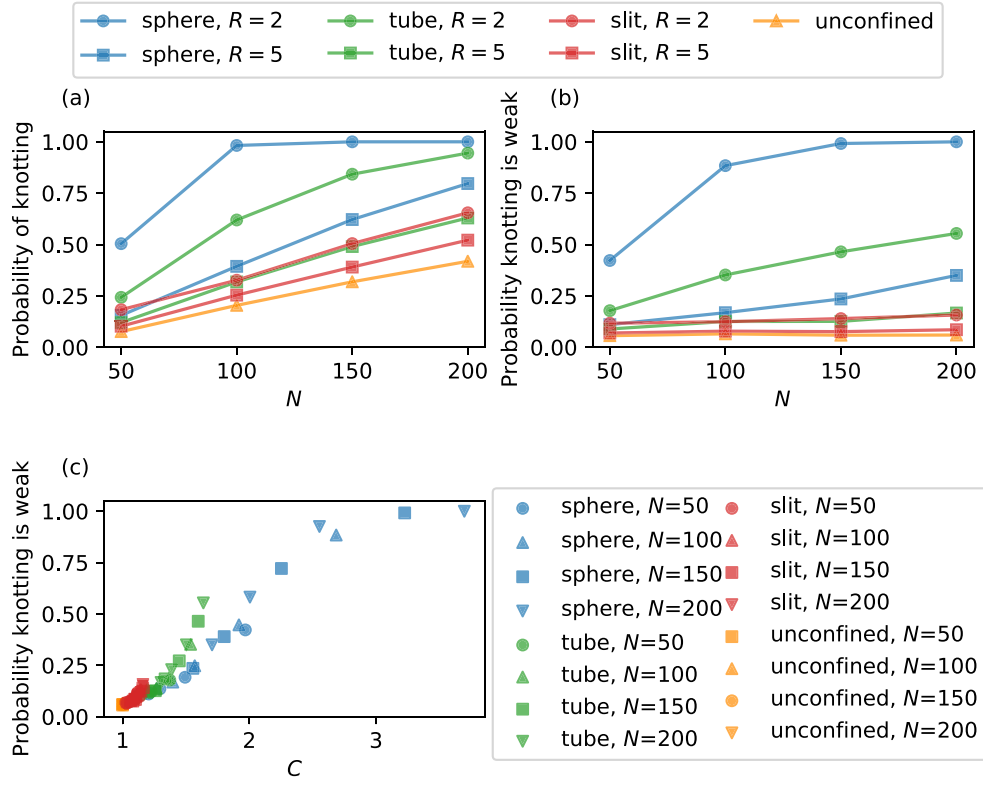 sphere, R = 2
tube, R = 2
slit, R = 2
unconfined
sphere, R = 5
tube, R = 5
slit, R = 5
(a)
Probability of knotting
1.00
0.75
0.50
0.25
0.00
50
100
150
200
N
(b)
Probability knotting is weak
1.00
0.75
0.50
0.25
0.00
50
100
150
200
N
(c)
Probability knotting is weak
1.00
0.75
0.50
0.25
0.00
1
2
3
C
sphere, N=50
sphere, N=100
sphere, N=150
sphere, N=200
tube, N=50
tube, N=100
tube, N=150
tube, N=200
slit, N=50
slit, N=100
slit, N=150
slit, N=200
unconfined, N=50
unconfined, N=100
unconfined, N=150
unconfined, N=200